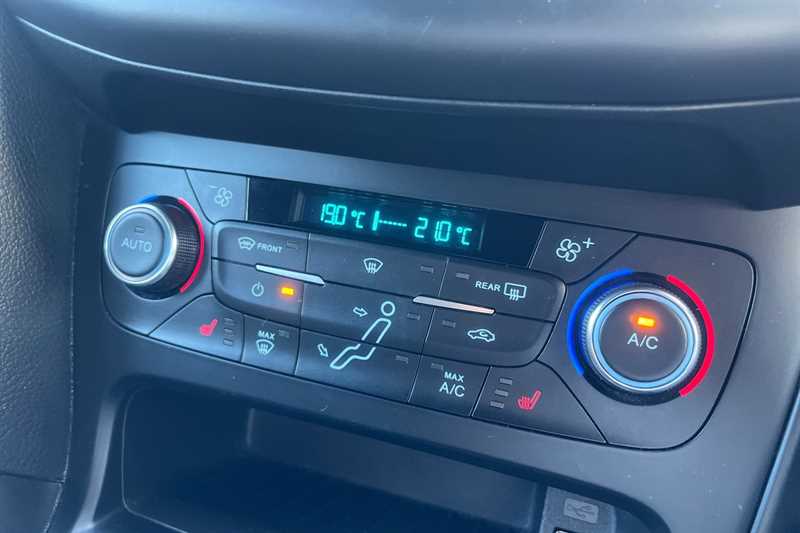 19.0 °C 21.0 °C
AUTO
FRONT
REAR
A/C
MAX
MAX
A/C